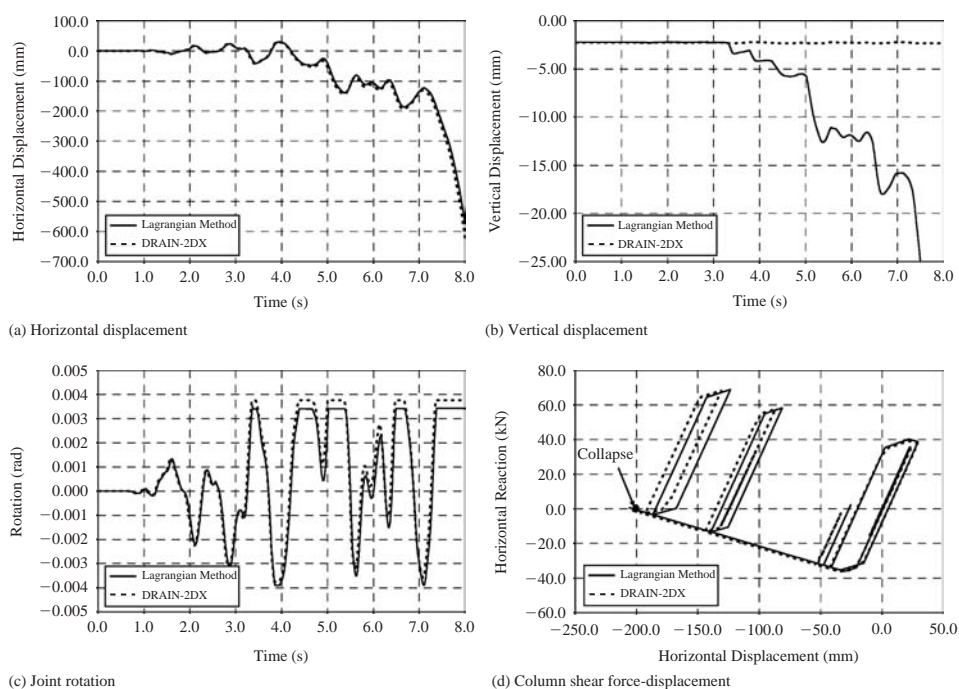 100.0
0.0
−100.0
−200.0
−300.0
−400.0
−500.0
−600.0
−700.0
Horizontal Displacement (mm)
Lagrangian Method
DRAIN-2DX
0.0 1.0 2.0 3.0 4.0 5.0 6.0 7.0 8.0
Time (s)
(a) Horizontal displacement
0.00
−5.00
−10.00
−15.00
−20.00
−25.00
Vertical Displacement (mm)
Lagrangian Method
DRAIN-2DX
0.0 1.0 2.0 3.0 4.0 5.0 6.0 7.0 8.0
Time (s)
(b) Vertical displacement
0.005
0.004
0.003
0.002
0.001
0.000
−0.001
−0.002
−0.003
−0.004
−0.005
Rotation (rad)
Lagrangian Method
DRAIN-2DX
0.0 1.0 2.0 3.0 4.0 5.0 6.0 7.0 8.0
Time (s)
(c) Joint rotation
80.0
60.0
40.0
20.0
0.0
−20.0
−40.0
−60.0
Horizontal Reaction (kN)
Collapse
Lagrangian Method
DRAIN-2DX
−250.0 −200.0 −150.0 −100.0 −50.0 0.0 50.0
Horizontal Displacement (mm)
(d) Column shear force-displacement